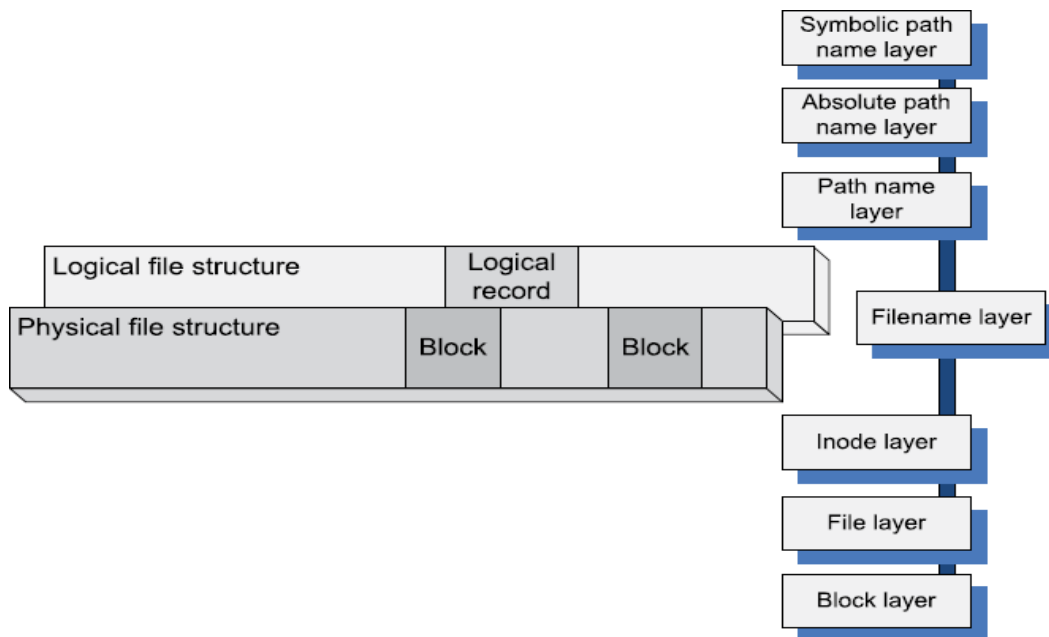 Symbolic path
name layer
Absolute path
name layer
Path name
layer
Logical file structure
Logical
record
Physical file structure
Block
Block
Filename layer
Inode layer
File layer
Block layer